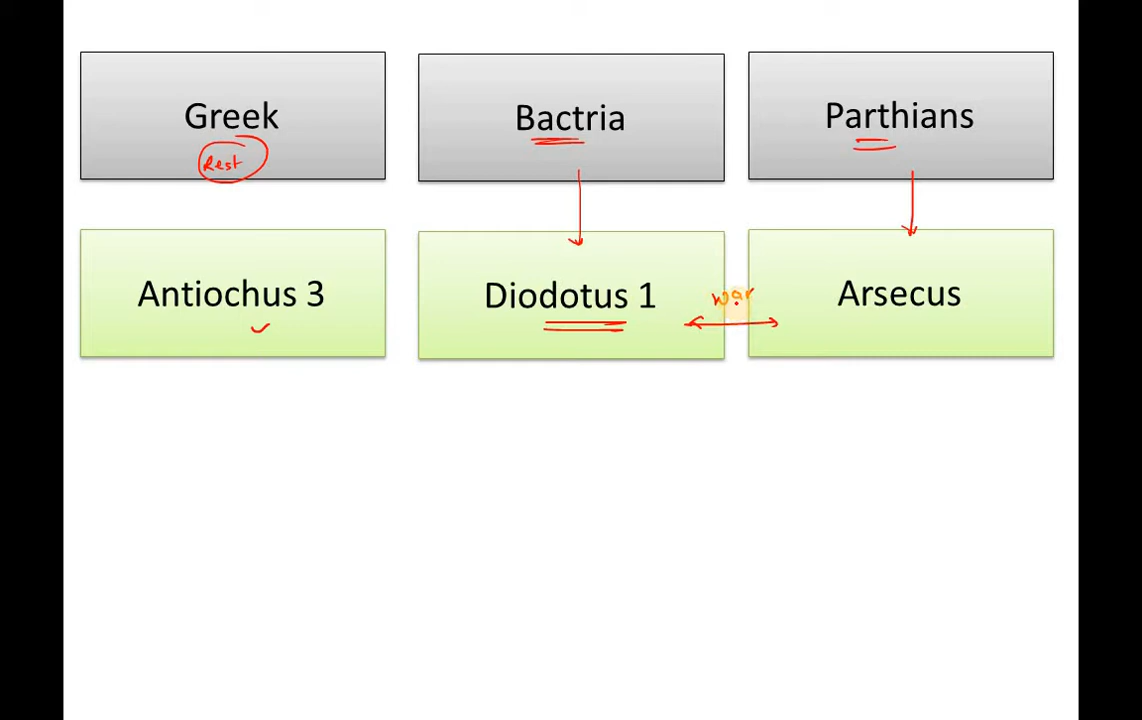 Greek
Rest
Bactria
Parthians
Antiochus 3
Diodotus 1
war
Arsecus